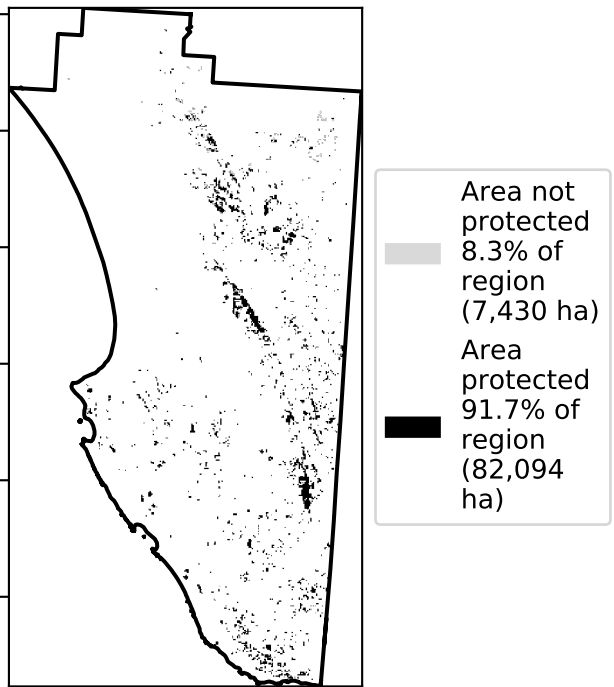 Area not
protected
8.3% of
region
(7,430 ha)
Area
protected
91.7% of
region
(82,094
ha)